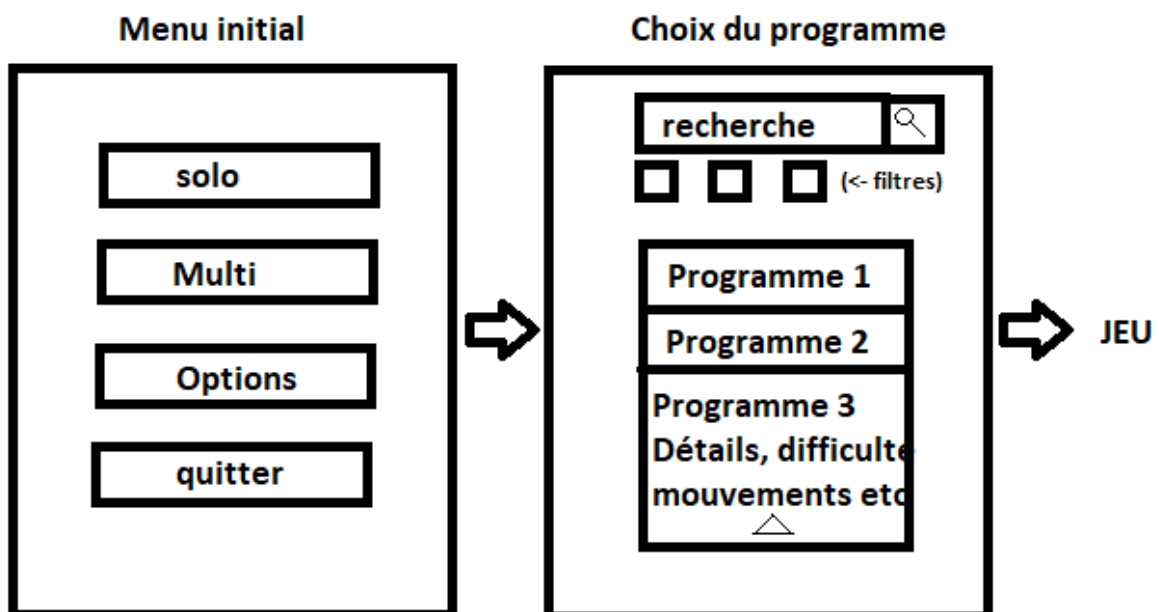 Menu initial
solo
Multi
Options
quitter
Choix du programme
recherche
(<- filtres)
Programme 1
Programme 2
Programme 3
Détails, difficulté
mouvements etc
JEU